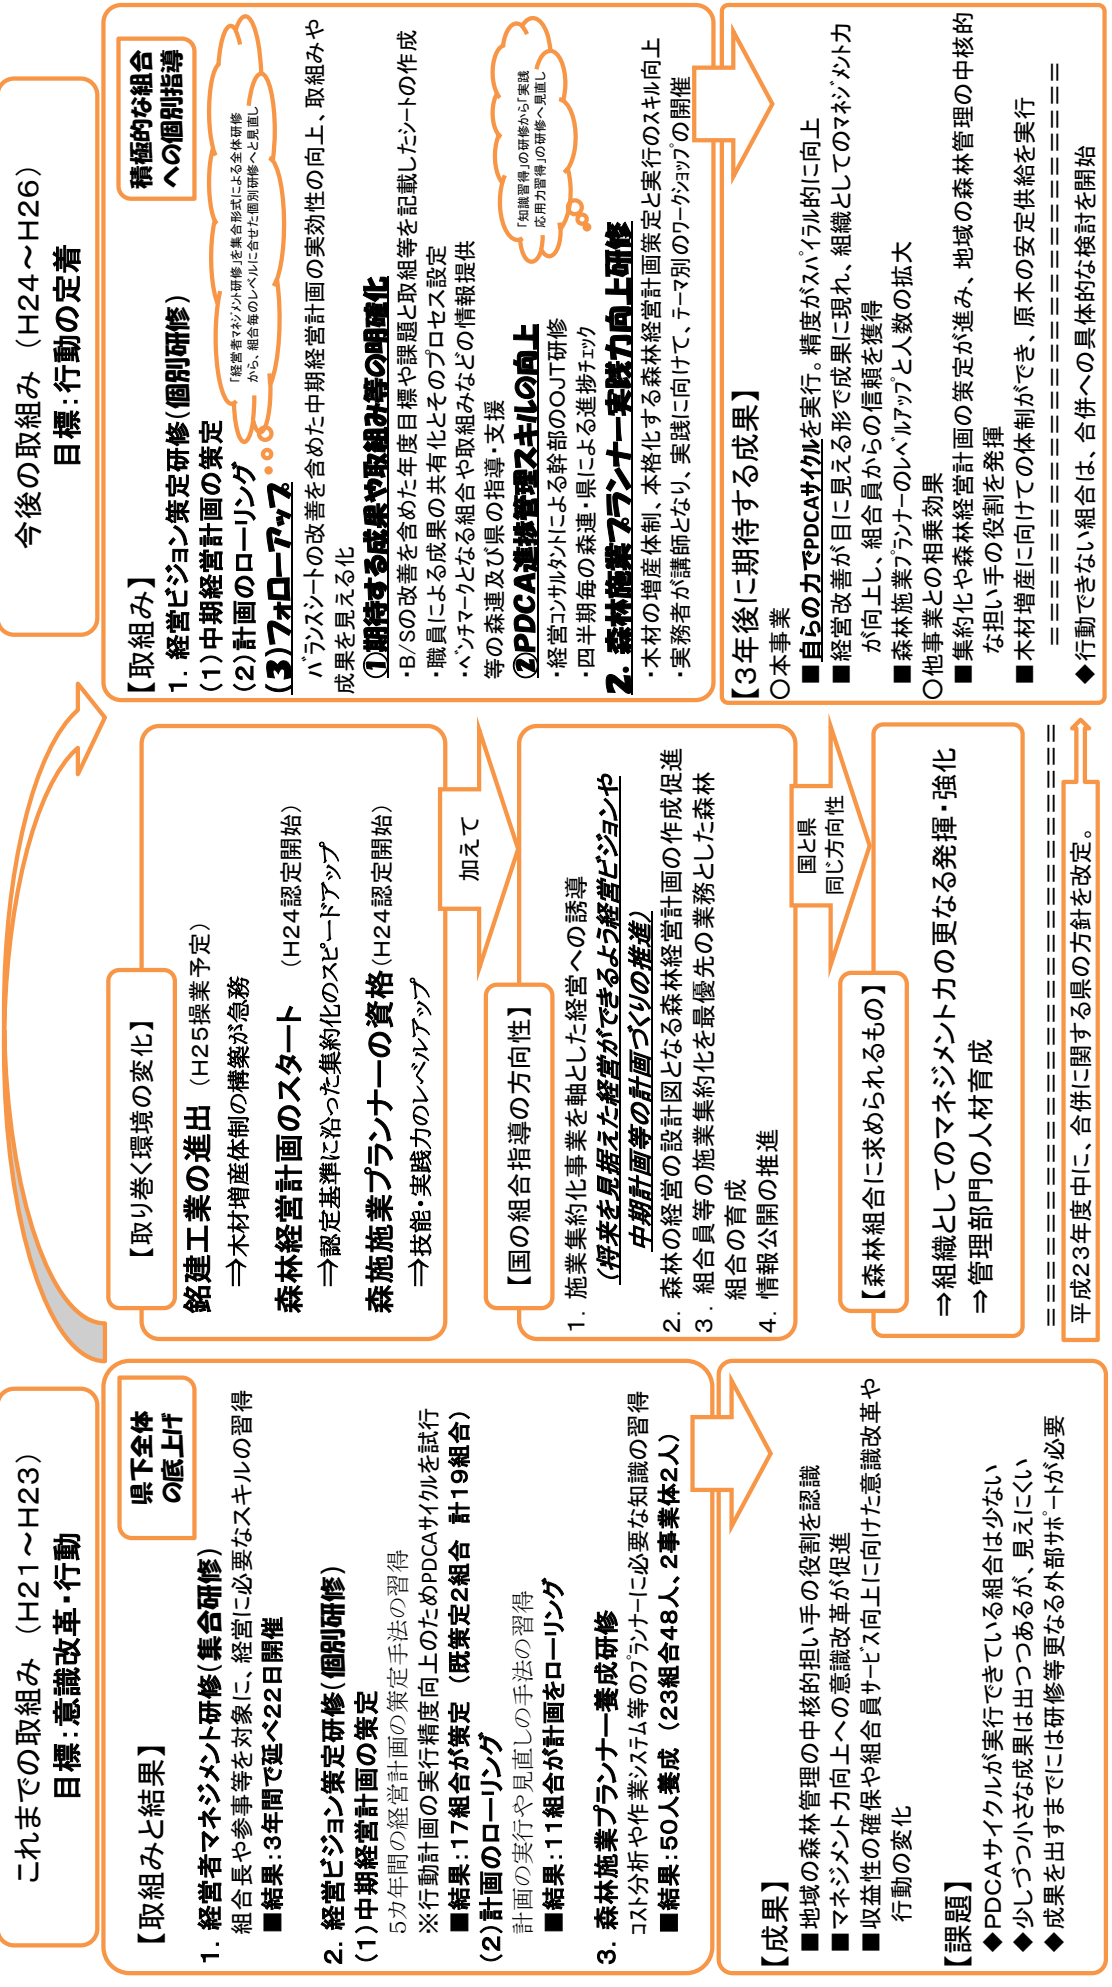 これまでの取組み（H21～H23）
目標：意識改革・行動
県下全体
の底上げ
【取組みと結果】
1．経営者マネジメント研修(集合研修)
組合長や参事等を対象に、経営に必要なスキルの習得
■結果：3年間で延べ22日開催
2．経営ビジョン策定研修(個別研修)
(1)中期経営計画の策定
5カ年間の経営計画の策定手法の習得
※行動計画の実行精度向上のためPDCAサイクルを試行
■結果：17組合が策定（既策定2組合　計19組合）
(2)計画のローリング
計画の実行や見直しの手法の習得
■結果：11組合が計画をローリング
3．森林施業プランナー養成研修
コスト分析や作業システム等のプランナーに必要な知識の習得
■結果：50人養成（23組合48人、2事業体2人）
【成果】
■地域の森林管理の中核的担い手の役割を認識
■マネジメント力向上への意識改革が促進
■収益性の確保や組合員サービス向上に向けた意識改革や
行動の変化
【課題】
◆PDCAサイクルが実行できている組合は少ない
◆少しづつ小さな成果は出つつあるが、見えにくい
◆成果を出すまでには研修等更なる外部サポートが必要
【取り巻く環境の変化】
銘建工業の進出（H25操業予定）
⇒木材増産体制の構築が急務
森林経営計画のスタート　（H24認定開始）
⇒認定基準に沿った集約化のスピードアップ
森施施業プランナーの資格(H24認定開始)
⇒技能・実践力のレベルアップ
加えて
【国の組合指導の方向性】
1．施業集約化事業を軸とした経営への誘導
(将来を見据えた経営ができるよう経営ビジョンや
中期計画等の計画づくりの推進)
2．森林の経営の設計図となる森林経営計画の作成促進
3．組合員等の施業集約化を最優先の業務とした森林
組合の育成
4．情報公開の推進
国と県
同じ方向性
【森林組合に求められるもの】
⇒組織としてのマネジメント力の更なる発揮・強化
⇒管理部門の人材育成
平成23年度中に、合併に関する県の方針を改定。
今後の取組み（H24～H26）
目標：行動の定着
積極的な組合
への個別指導
【取組み】
1．経営ビジョン策定研修(個別研修)
(1)中期経営計画の策定
(2)計画のローリング
(3)フォローアップ
「経営者マネジメント研修」を集合形式による全体研修
から、組合毎のレベルに合せた個別研修へと見直し
バランスシートの改善を含めた中期経営計画の実効性の向上、取組みや
成果を見える化
①期待する成果や取組み等の明確化
・B/Sの改善を含めた年度目標や課題と取組等を記載したシートの作成
・職員による成果の共有化とそのプロセス設定
・ベンチマークとなる組合や取組みなどの情報提供
等の森連及び県の指導・支援
②PDCA進捗管理スキルの向上
・経営コンサルタントによる幹部のOJT研修
・四半期毎の森連・県による進捗チェック
「知識習得」の研修から「実践
応用力習得」の研修へ見直し
2．森林施業プランナー実践力向上研修
・木材の増産体制、本格化する森林経営計画策定と実行のスキル向上
・実務者が講師となり、実践に向けて、テーマ別のワークショップの開催
【3年後に期待する成果】
○本事業
■自らの力でPDCAサイクルを実行。精度がスパイラル的に向上
■経営改善が目に見える形で成果に現れ、組織としてのマネジメント力
が向上し、組合員からの信頼を獲得
■森林施業プランナーのレベルアップと人数の拡大
○他事業との相乗効果
■集約化や森林経営計画の策定が進み、地域の森林管理の中核的
な担い手の役割を発揮
■木材増産に向けての体制ができ、原木の安定供給を実行
◆行動できない組合は、合併への具体的な検討を開始